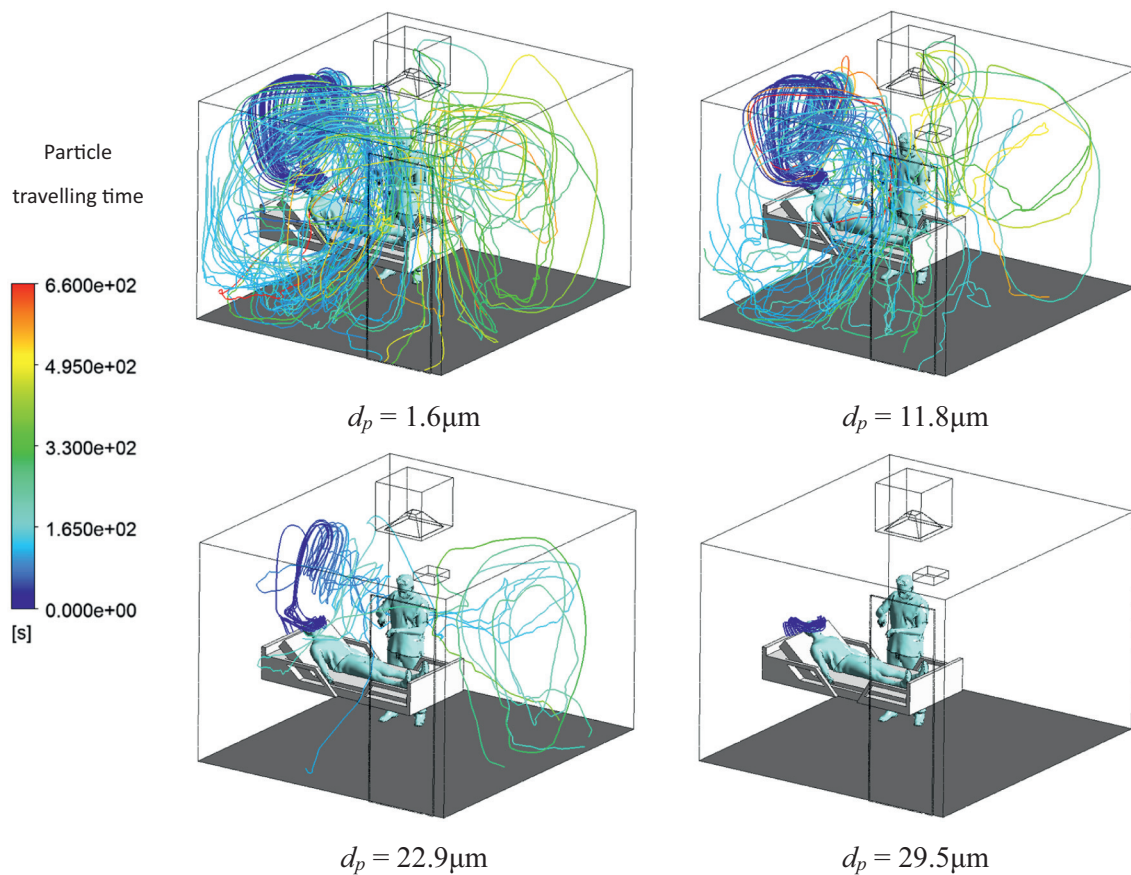 Particle
travelling time
6.600e+02
4.950e+02
3.300e+02
1.650e+02
0.000e+00
[s]
dₚ = 1.6μm
dₚ = 11.8μm
dₚ = 22.9μm
dₚ = 29.5μm